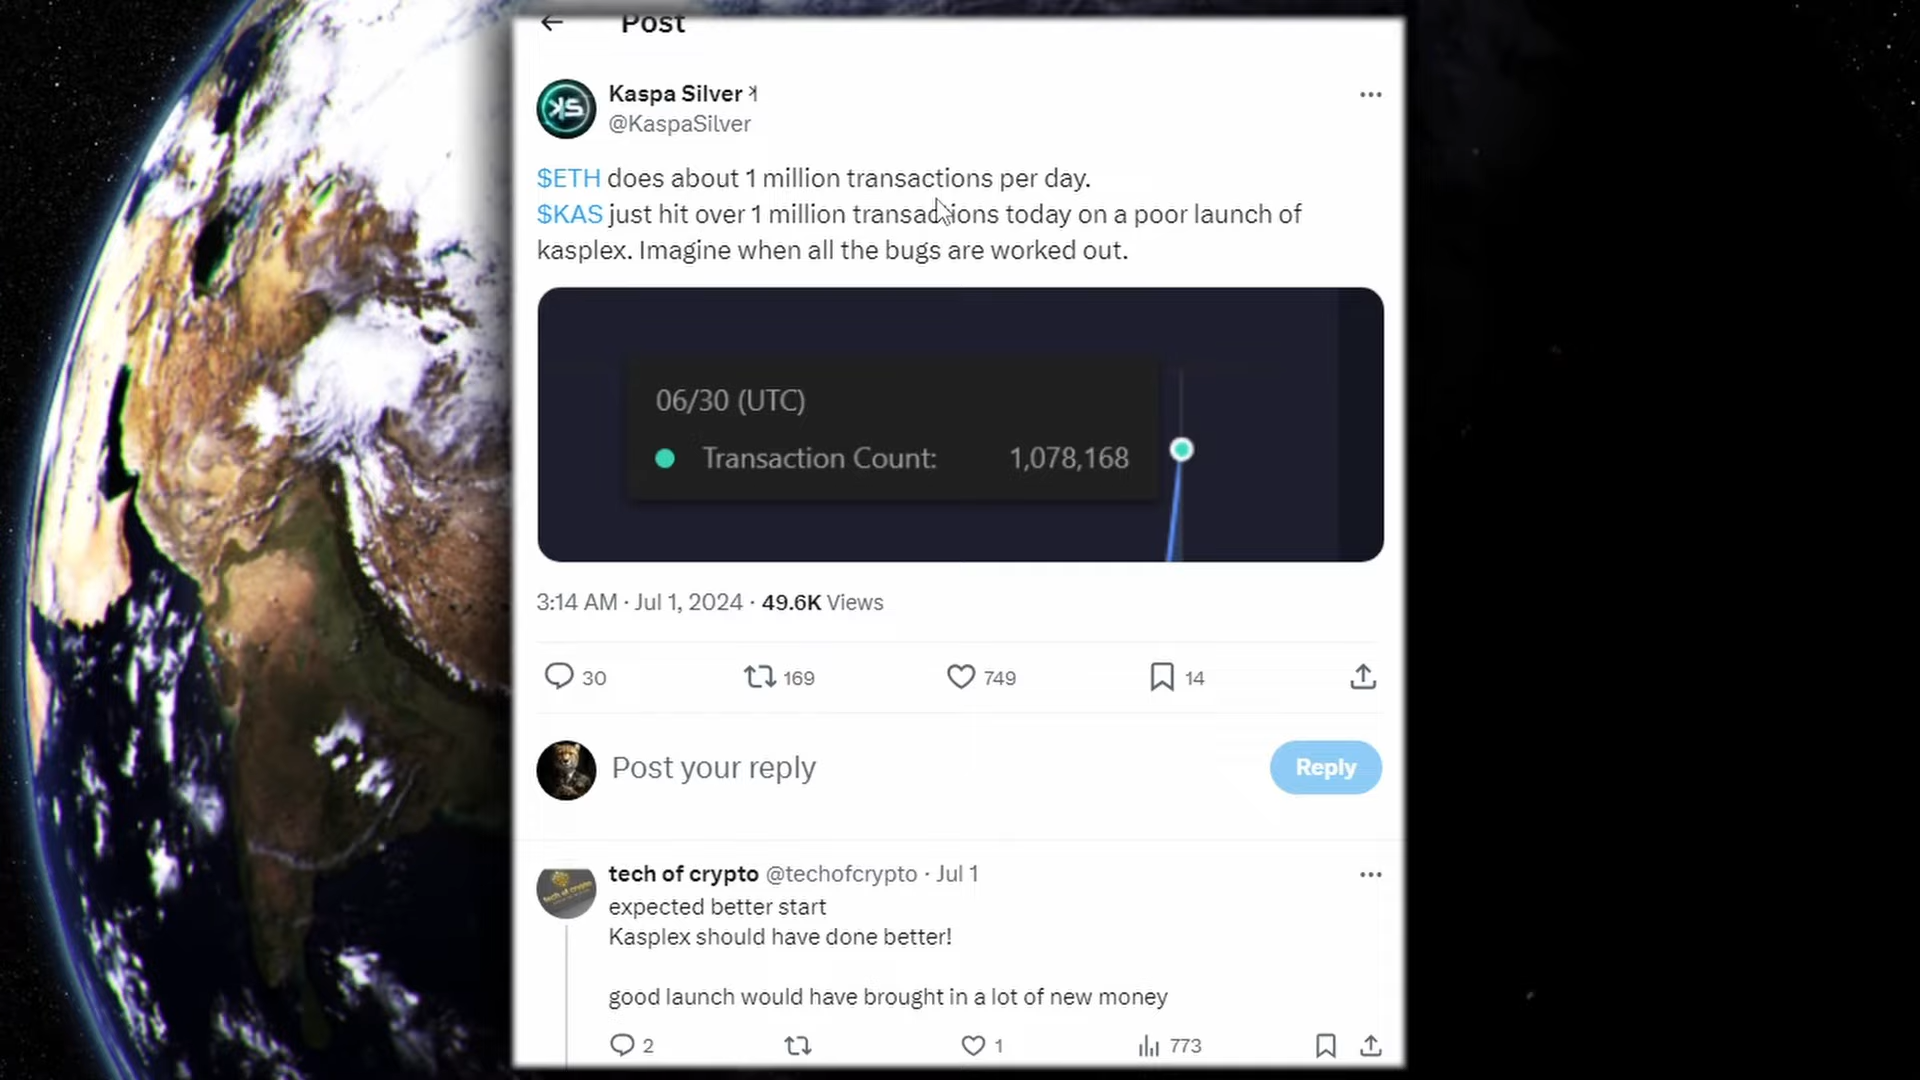 Post
Kaspa Silver
@KaspaSilver
$ETH does about 1 million transactions per day.
$KAS just hit over 1 million transactions today on a poor launch of
kasplex. Imagine when all the bugs are worked out.
06/30 (UTC)
Transaction Count: 1,078,168
3:14 AM · Jul 1, 2024 · 49.6K Views
30 169 749 14
Post your reply
Reply
tech of crypto @techofcrypto · Jul 1
expected better start
Kasplex should have done better!
good launch would have brought in a lot of new money
2 1 773